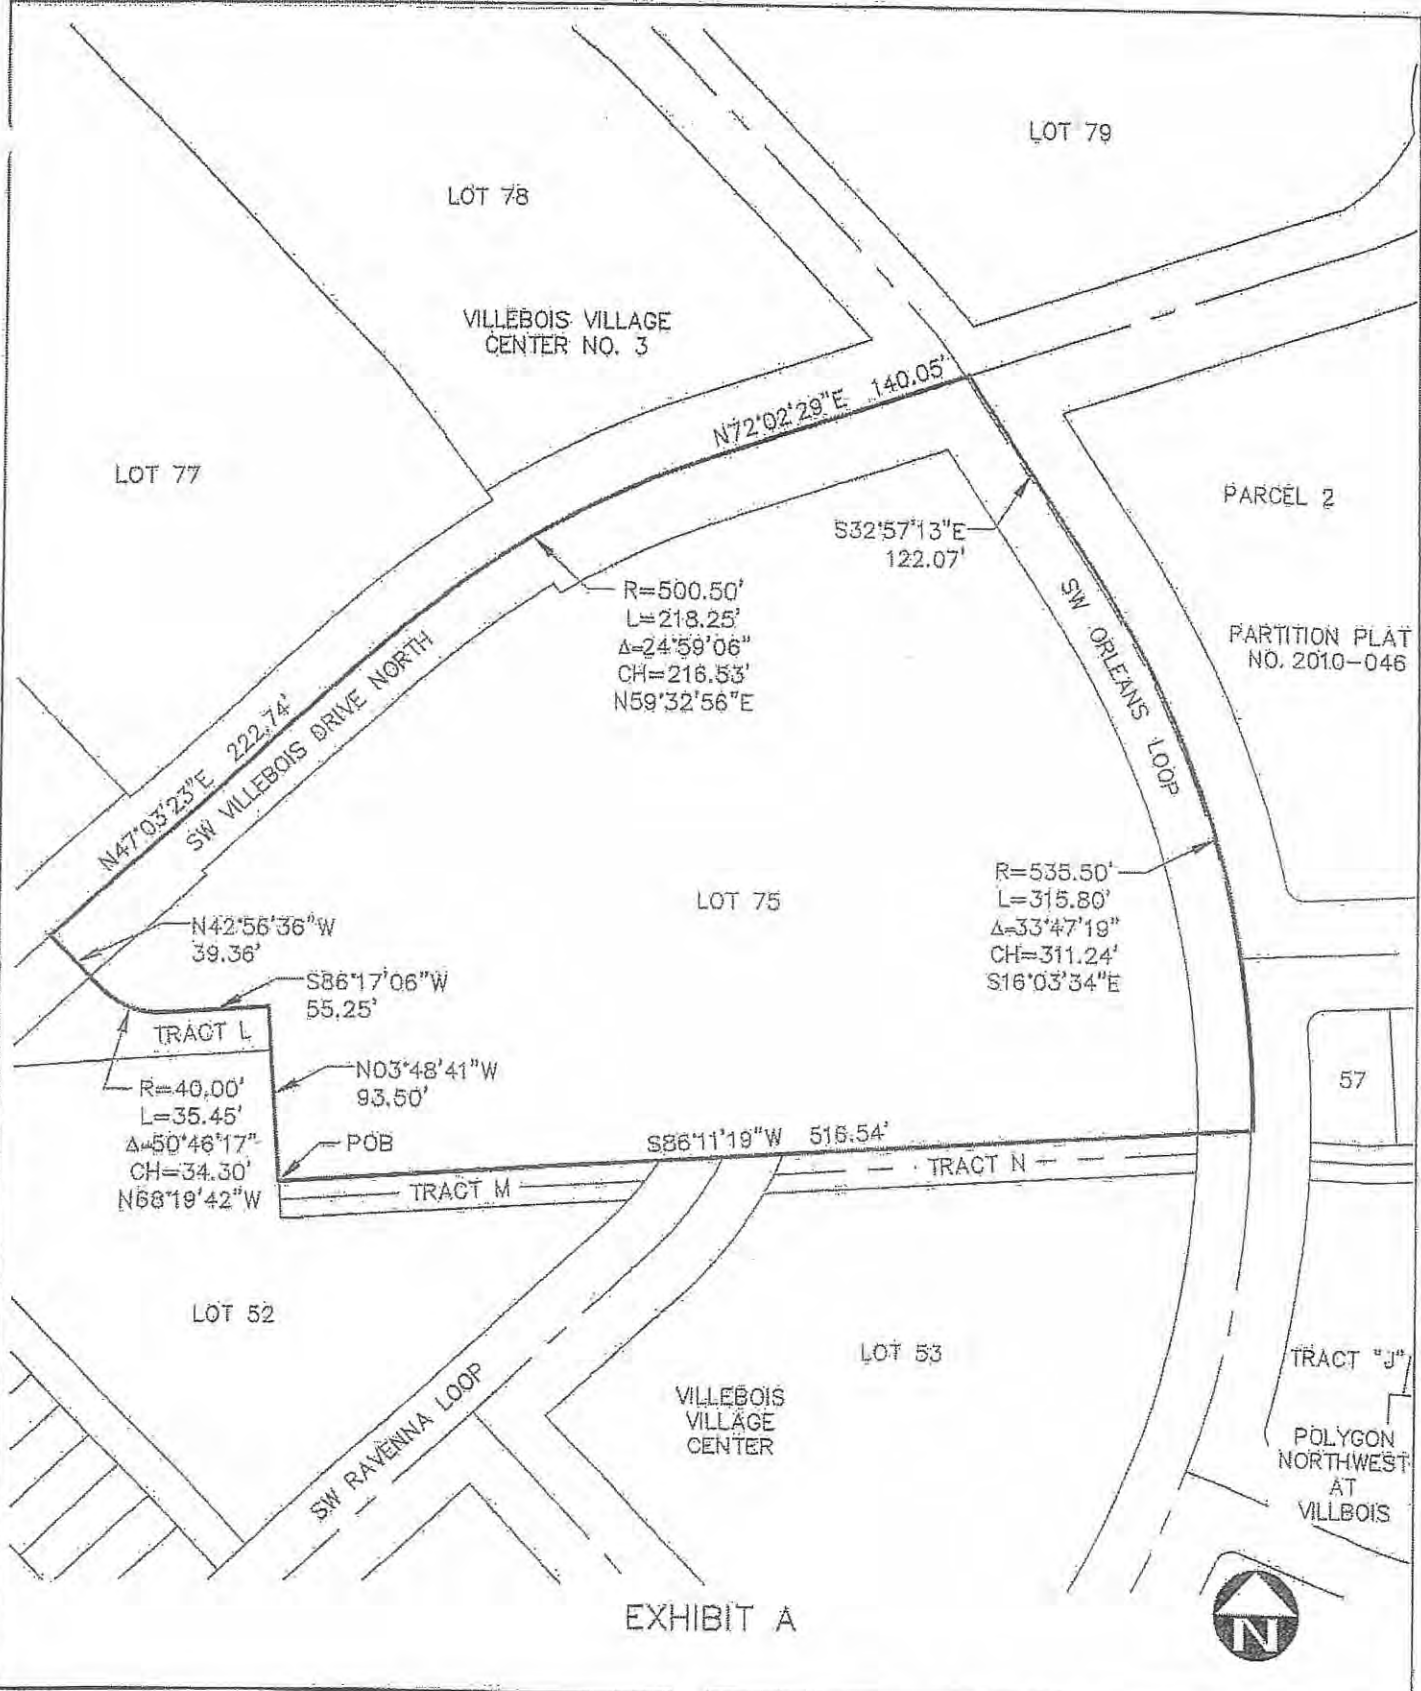 LOT 79
LOT 78
VILLEBOIS VILLAGE
CENTER NO. 3
N72°02'29"E 140.05'
LOT 77
PARCEL 2
S32°57'13"E
122.07'
R=500.50'
L=218.25'
Δ=24°59'06"
CH=216.53'
N59°32'56"E
SW ORLEANS LOOP
PARTITION PLAT
NO. 2010-046
N47°03'23"E 222.74'
SW VILLEBOIS DRIVE NORTH
R=535.50'
L=315.80'
Δ=33°47'19"
CH=311.24'
S16°03'34"E
LOT 75
N42°56'36"W
39.36'
S86°17'06"W
55.25'
TRACT L
N03°48'41"W
93.50'
R=40.00'
L=35.45'
Δ=50°46'17"
CH=34.30'
N68°19'42"W
POB
57
S86°11'19"W 516.54'
TRACT N
TRACT M
LOT 52
LOT 53
TRACT "J"
SW RAVENNA LOOP
VILLEBOIS
VILLAGE
CENTER
POLYGON
NORTHWEST
AT
VILLBOIS
EXHIBIT A
N